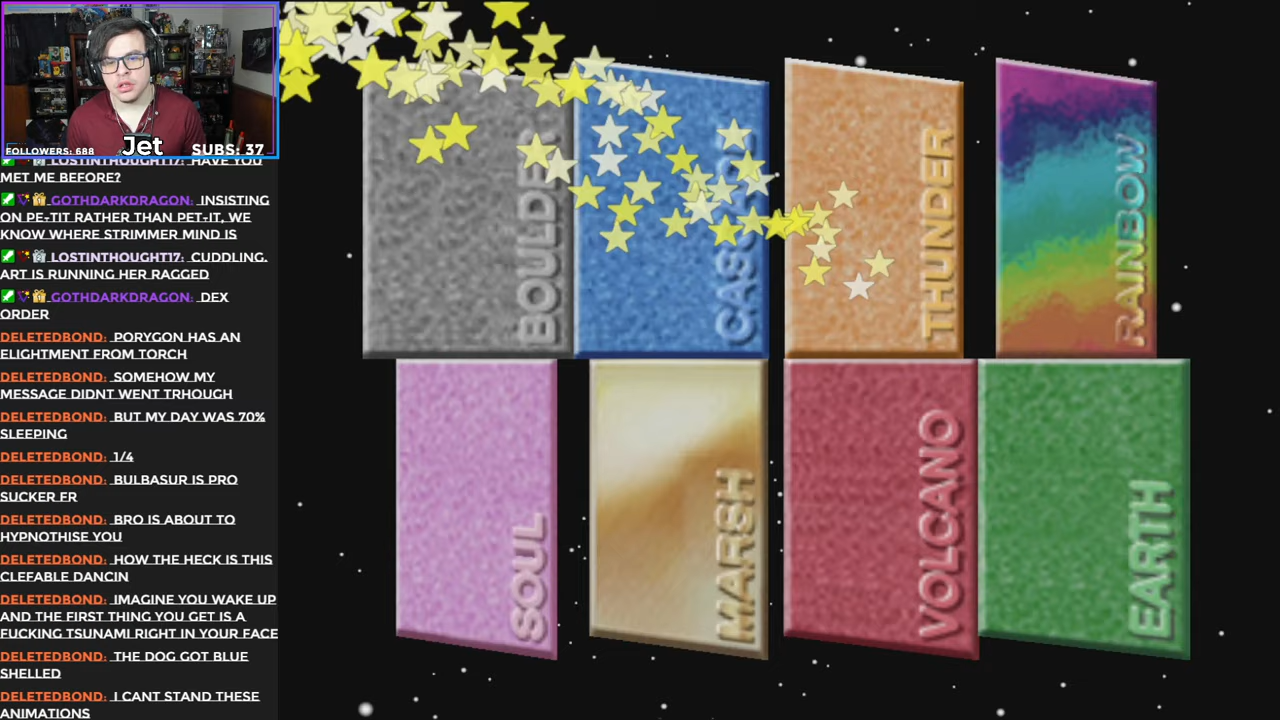 FOLLOWERS: 688
Jet
SUBS: 37
LOSTINTHOUGHT17: HAVE YOU
MET ME BEFORE?
GOTHDARKDRAGON: INSISTING
ON PE-TIT RATHER THAN PET-IT, WE
KNOW WHERE STRIMMER MIND IS
LOSTINTHOUGHT17: CUDDLING.
ART IS RUNNING HER RAGGED
GOTHDARKDRAGON: DEX
ORDER
DELETEDBOND: PORYGON HAS AN
ELIGHTMENT FROM TORCH
DELETEDBOND: SOMEHOW MY
MESSAGE DIDNT WENT TRHOUGH
DELETEDBOND: BUT MY DAY WAS 70%
SLEEPING
DELETEDBOND: 1/4
DELETEDBOND: BULBASUR IS PRO
SUCKER FR
DELETEDBOND: BRO IS ABOUT TO
HYPNOTHISE YOU
DELETEDBOND: HOW THE HECK IS THIS
CLEFABLE DANCIN
DELETEDBOND: IMAGINE YOU WAKE UP
AND THE FIRST THING YOU GET IS A
FUCKING TSUNAMI RIGHT IN YOUR FACE
DELETEDBOND: THE DOG GOT BLUE
SHELLED
DELETEDBOND: I CANT STAND THESE
ANIMATIONS
BOULDER
THUNDER
RAINBOW
SOUL
MARSH
VOLCANO
EARTH